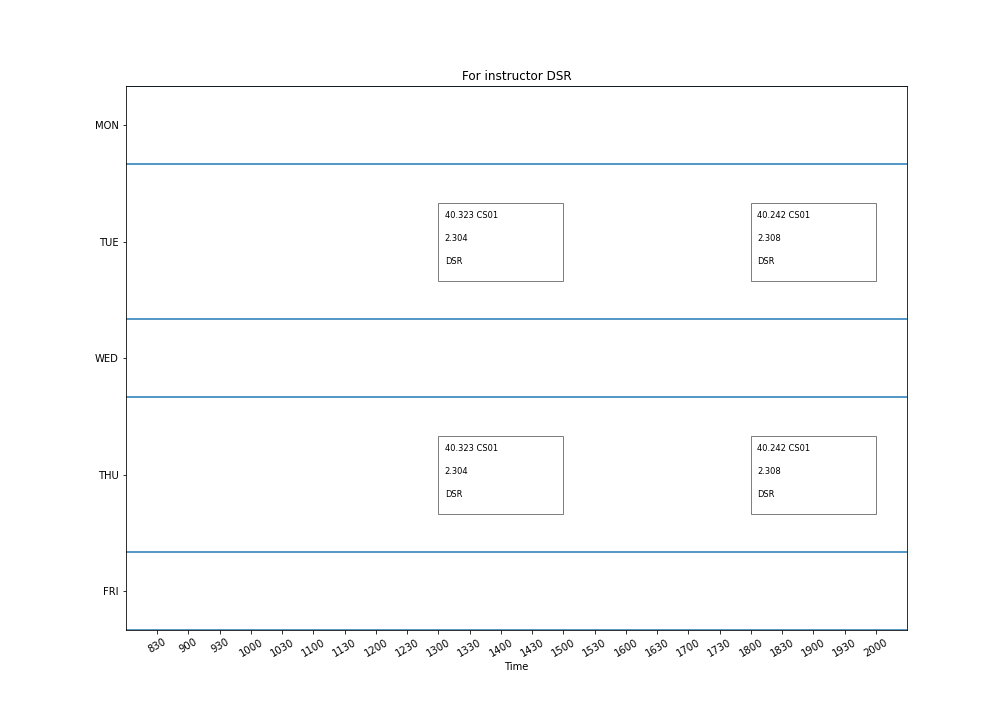 For instructor DSR
MON
TUE
40.323 CS01
2.304
DSR
40.242 CS01
2.308
DSR
WED
THU
40.323 CS01
2.304
DSR
40.242 CS01
2.308
DSR
FRI
830 900 930 1000 1030 1100 1130 1200 1230 1300 1330 1400 1430 1500 1530 1600 1630 1700 1730 1800 1830 1900 1930 2000
Time